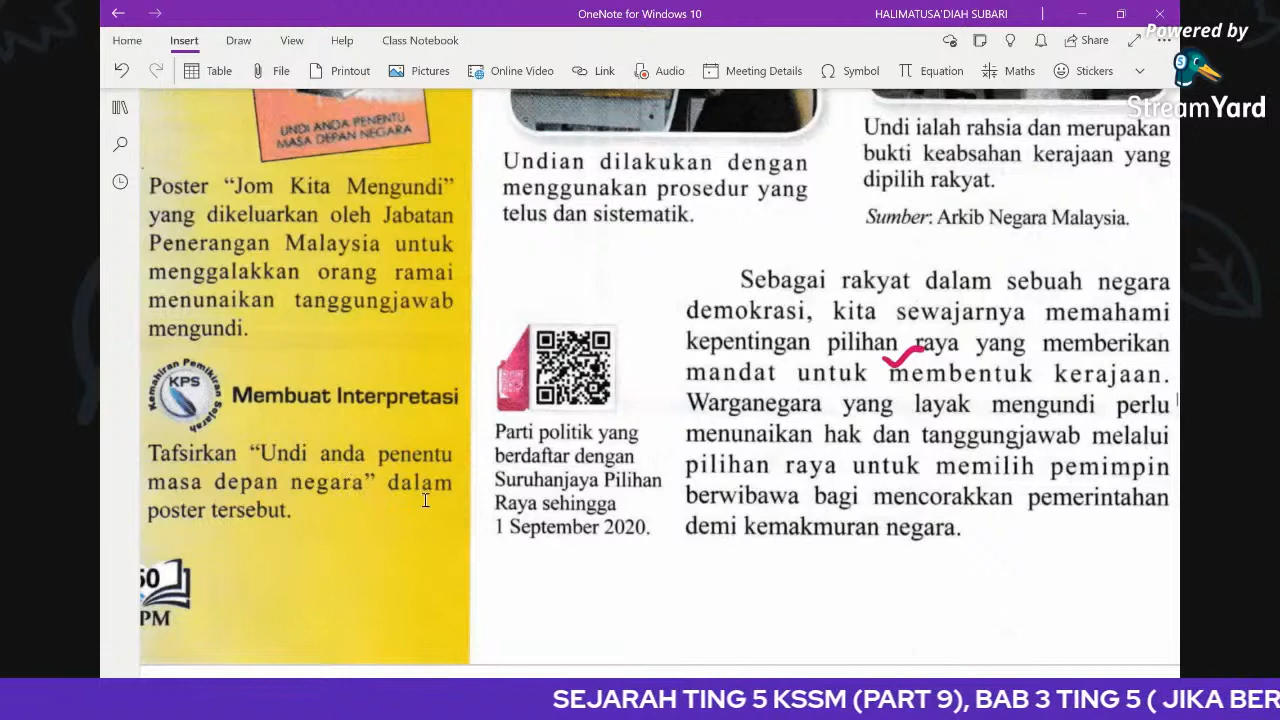 OneNote for Windows 10
HALIMATUSA'DIAH SUBARI
Home
Insert
Draw
View
Help
Class Notebook
Share
Powered by
StreamYard
Table
File
Printout
Pictures
Online Video
Link
Audio
Meeting Details
Symbol
Equation
Maths
Stickers
UNDI ANDA PENENTU
MASA DEPAN NEGARA
Poster “Jom Kita Mengundi”
yang dikeluarkan oleh Jabatan
Penerangan Malaysia untuk
menggalakkan orang ramai
menunaikan tanggungjawab
mengundi.
Kemahiran Pemikiran Sejarah
KPS
Membuat Interpretasi
Tafsirkan “Undi anda penentu
masa depan negara” dalam
poster tersebut.
50
PM
Undian dilakukan dengan
menggunakan prosedur yang
telus dan sistematik.
Undi ialah rahsia dan merupakan
bukti keabsahan kerajaan yang
dipilih rakyat.
Sumber: Arkib Negara Malaysia.
Parti politik yang
berdaftar dengan
Suruhanjaya Pilihan
Raya sehingga
1 September 2020.
Sebagai rakyat dalam sebuah negara
demokrasi, kita sewajarnya memahami
kepentingan pilihan raya yang memberikan
mandat untuk membentuk kerajaan.
Warganegara yang layak mengundi perlu
menunaikan hak dan tanggungjawab melalui
pilihan raya untuk memilih pemimpin
berwibawa bagi mencorakkan pemerintahan
demi kemakmuran negara.
SEJARAH TING 5 KSSM (PART 9), BAB 3 TING 5 ( JIKA BER